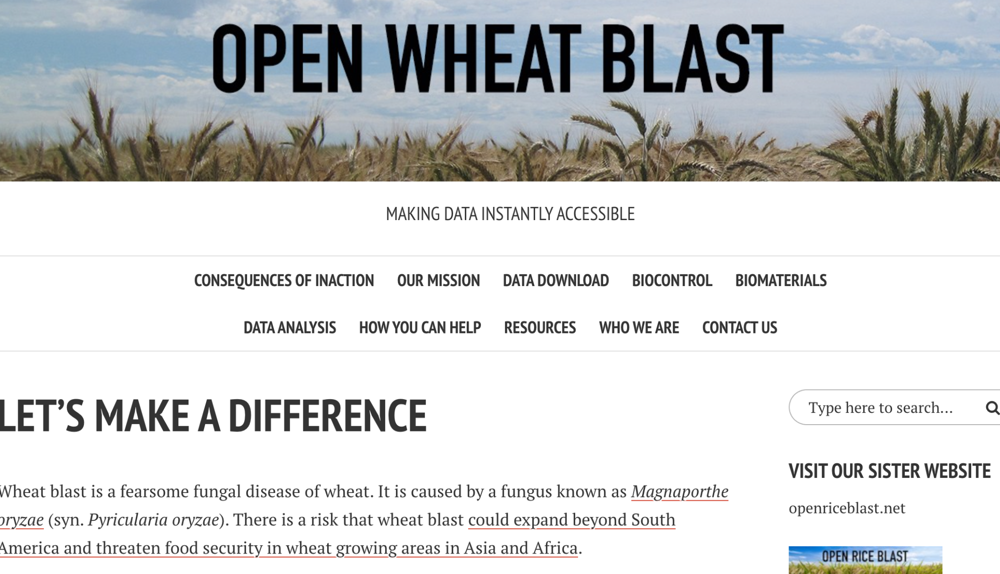 OPEN WHEAT BLAST
MAKING DATA INSTANTLY ACCESSIBLE
CONSEQUENCES OF INACTION OUR MISSION DATA DOWNLOAD BIOCONTROL BIOMATERIALS
DATA ANALYSIS HOW YOU CAN HELP RESOURCES WHO WE ARE CONTACT US
LET’S MAKE A DIFFERENCE
Wheat blast is a fearsome fungal disease of wheat. It is caused by a fungus known as Magnaporthe
oryzae (syn. Pyricularia oryzae). There is a risk that wheat blast could expand beyond South
America and threaten food security in wheat growing areas in Asia and Africa.
Type here to search...
VISIT OUR SISTER WEBSITE
openriceblast.net
OPEN RICE BLAST